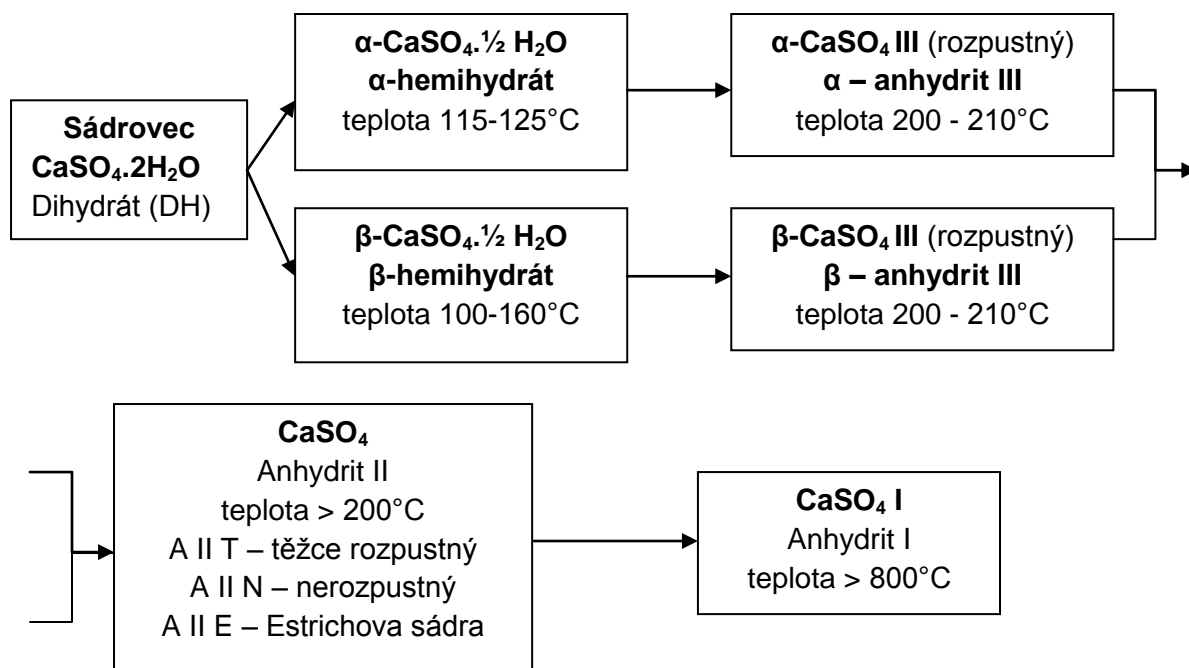 Sádrovec
CaSO₄.2H₂O
Dihydrát (DH)
α-CaSO₄.½ H₂O
α-hemihydrát
teplota 115-125°C
α-CaSO₄ III (rozpustný)
α – anhydrit III
teplota 200 - 210°C
β-CaSO₄.½ H₂O
β-hemihydrát
teplota 100-160°C
β-CaSO₄ III (rozpustný)
β – anhydrit III
teplota 200 - 210°C
CaSO₄
Anhydrit II
teplota > 200°C
A II T – těžce rozpustný
A II N – nerozpustný
A II E – Estrichova sádra
CaSO₄ I
Anhydrit I
teplota > 800°C